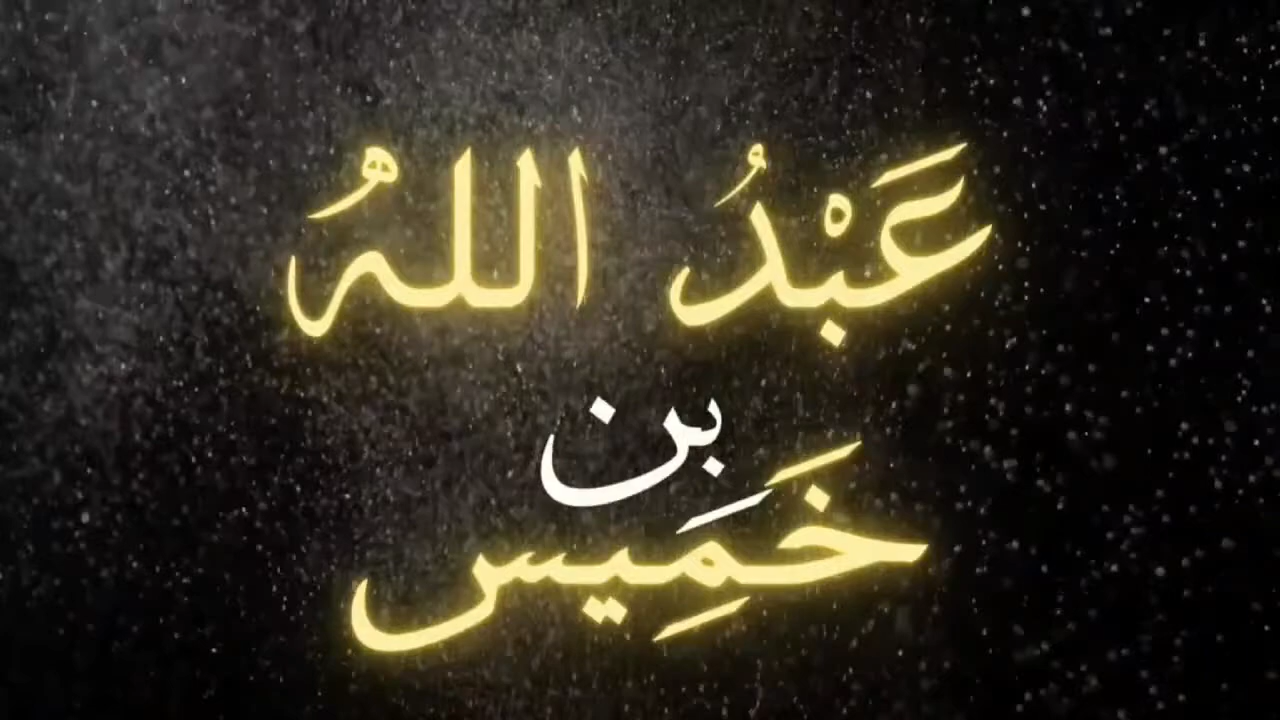 عَبْدُ اللهُ
بن
خَمِيس